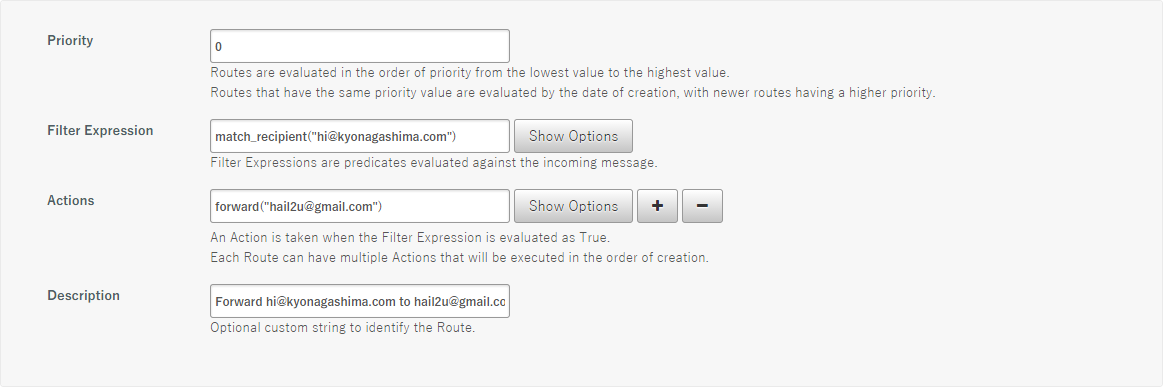 Priority
0
Routes are evaluated in the order of priority from the lowest value to the highest value.
Routes that have the same priority value are evaluated by the date of creation, with newer routes having a higher priority.
Filter Expression
match_recipient("hi@kyonagashima.com")
Show Options
Filter Expressions are predicates evaluated against the incoming message.
Actions
forward("hail2u@gmail.com")
Show Options
+
−
An Action is taken when the Filter Expression is evaluated as True.
Each Route can have multiple Actions that will be executed in the order of creation.
Description
Forward hi@kyonagashima.com to hail2u@gmail.co
Optional custom string to identify the Route.